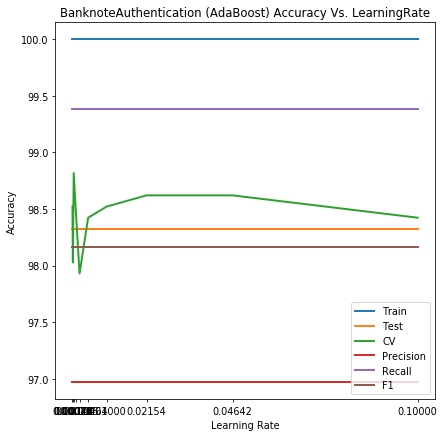 BanknoteAuthentication (AdaBoost) Accuracy Vs. LearningRate
100.0
99.5
99.0
98.5
98.0
97.5
97.0
Accuracy
Train
Test
CV
Precision
Recall
F1
0.02154
0.04642
0.10000
Learning Rate